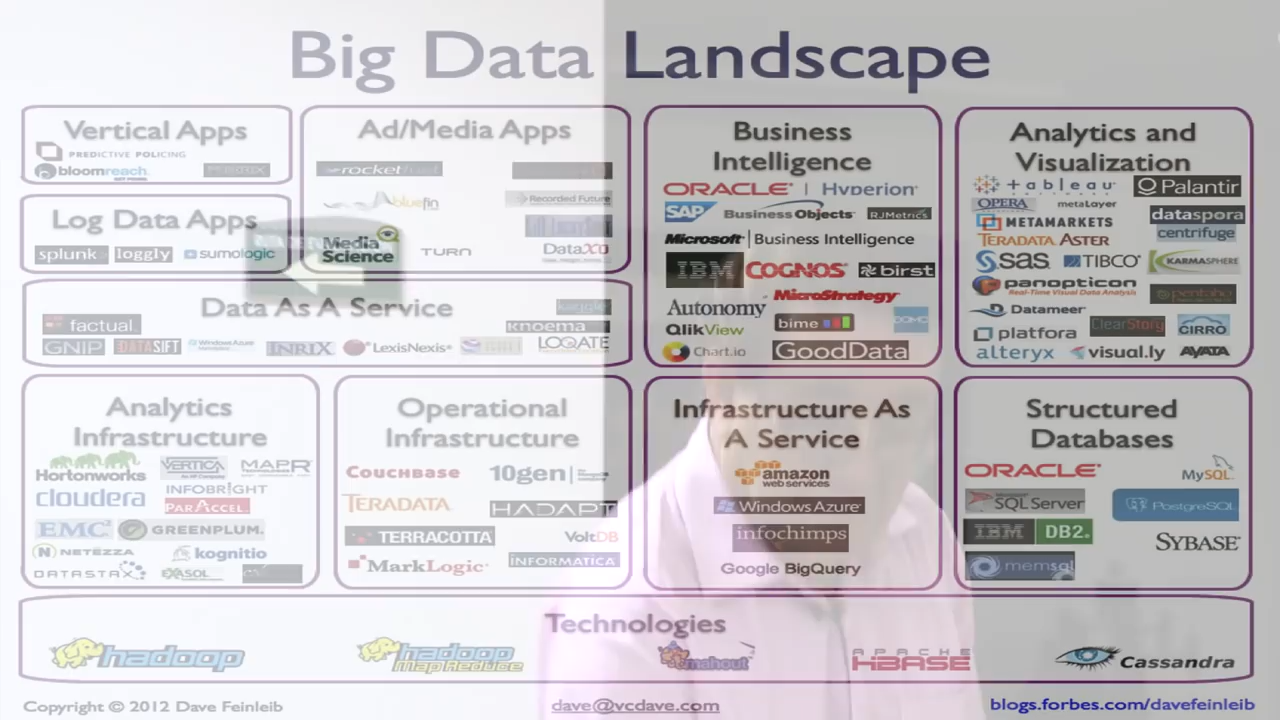 Big Data Landscape
Vertical Apps
PREDICTIVE POLICING
bloomreach
Ad/Media Apps
rocketfuel
bluefin
Recorded Future
Media Science
TURN
DataXu
Log Data Apps
splunk loggly sumologic
Data As A Service
factual.
kaggle
knoema
GNIP DATASIFT WindowsAzure INRIX LexisNexis LOQATE
Business
Intelligence
ORACLE | Hyperion
SAP Business Objects RJMetrics
Microsoft | Business Intelligence
IBM COGNOS birst
Autonomy MicroStrategy
QlikView bime DOMO
Chart.io GoodData
Analytics and
Visualization
tableau Palantir
OPERA metaLayer
METAMARKETS dataspora
TERADATA ASTER centrifuge
sas TIBCO KARMASPHERE
panopticon
Real-Time Visual Data Analysis
pentaho
Datameer
platfora ClearStory CIRRO
alteryx visual.ly AYATA
Analytics
Infrastructure
Hortonworks VERTICA MAPR
cloudera INFOBRIGHT
PARACCEL
EMC² GREENPLUM.
NETEZZA kognitio
DATASTAX EXASOL
Operational
Infrastructure
COUCHBASE 10gen
TERADATA HADAPT
TERRACOTTA VoltDB
MarkLogic INFORMATICA
Infrastructure As
A Service
amazon
web services
Windows Azure
infochimps
Google BigQuery
Structured
Databases
ORACLE MySQL
SQL Server PostgreSQL
IBM DB2. SYBASE
memsql
Technologies
hadoop hadoop mahout APACHE HBASE Cassandra
Map Reduce
Copyright © 2012 Dave Feinleib dave@vcdave.com blogs.forbes.com/davefeinleib